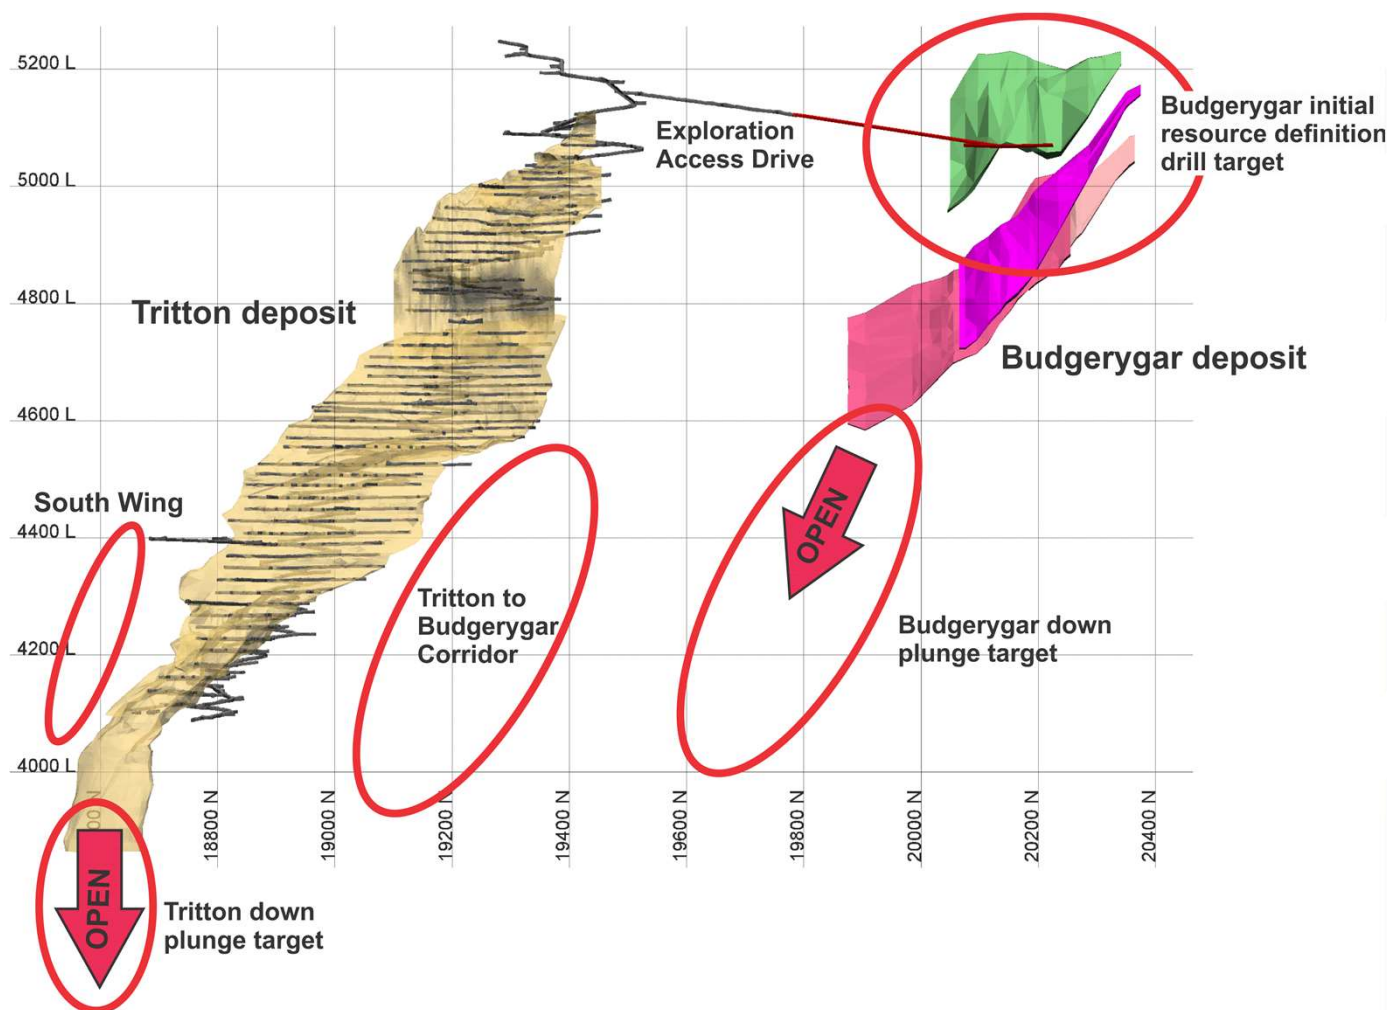 5200 L
5000 L
4800 L
4600 L
4400 L
4200 L
4000 L
Exploration
Access Drive
Budgerygar initial
resource definition
drill target
Tritton deposit
Budgerygar deposit
South Wing
OPEN
Tritton to
Budgerygar
Corridor
Budgerygar down
plunge target
18800 N
19000 N
19200 N
19400 N
19600 N
19800 N
20000 N
20200 N
20400 N
OPEN
Tritton down
plunge target